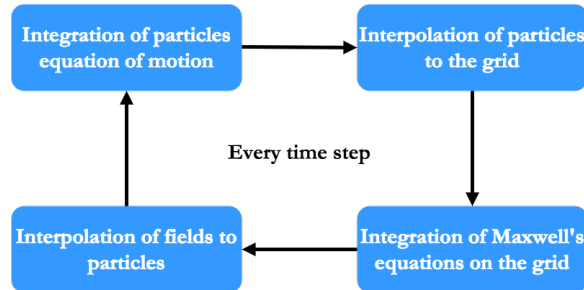 Integration of particles
equation of motion
Interpolation of particles
to the grid
Every time step
Interpolation of fields to
particles
Integration of Maxwell's
equations on the grid